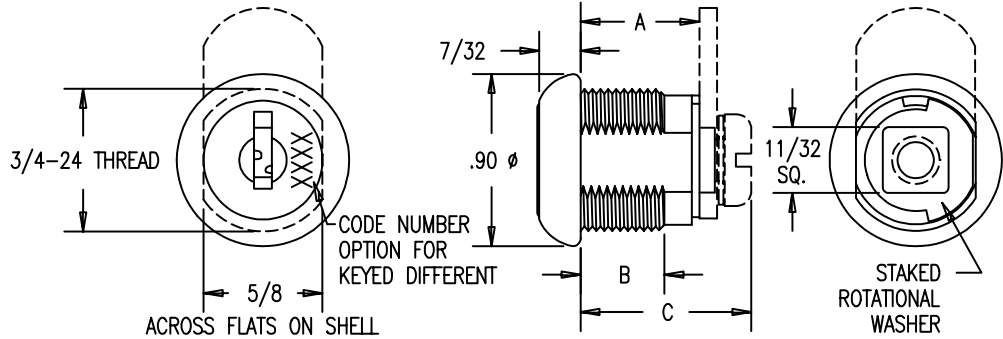 A
7/32
3/4-24 THREAD
.90 ø
11/32
SQ.
XXXX
CODE NUMBER
OPTION FOR
KEYED DIFFERENT
5/8
ACROSS FLATS ON SHELL
B
C
STAKED
ROTATIONAL
WASHER